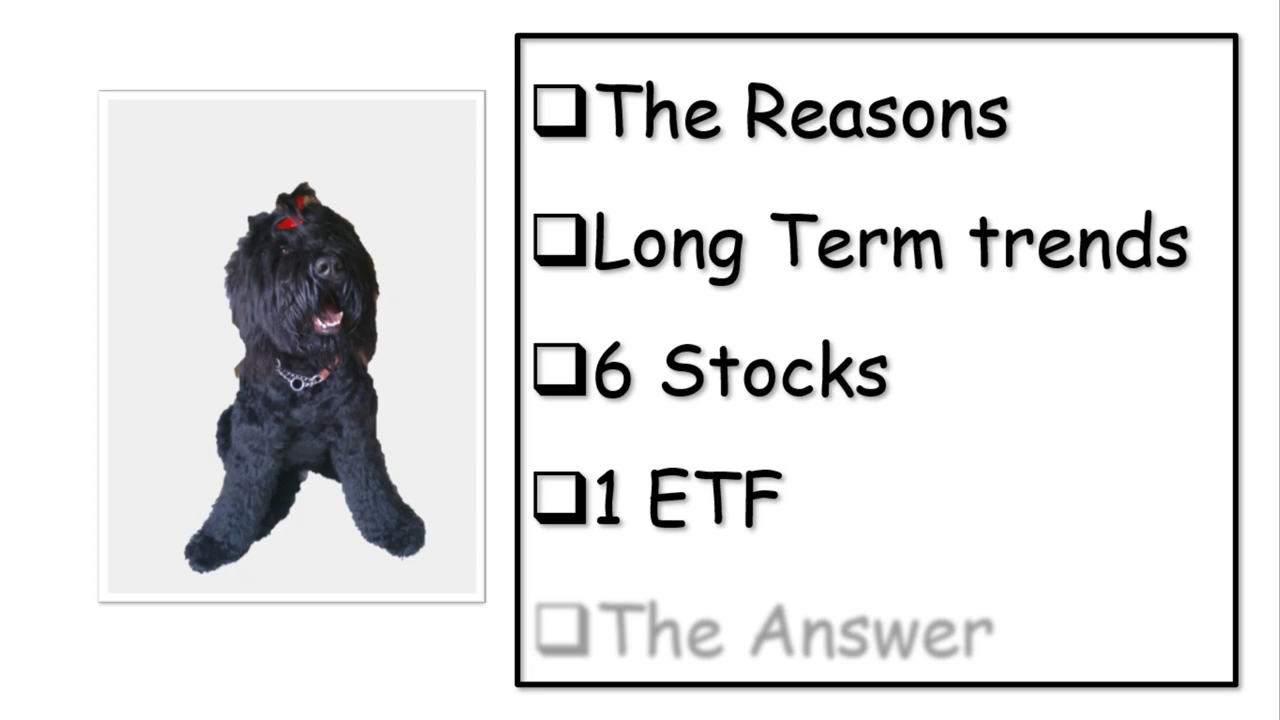 The Reasons
Long Term trends
6 Stocks
1 ETF
The Answer